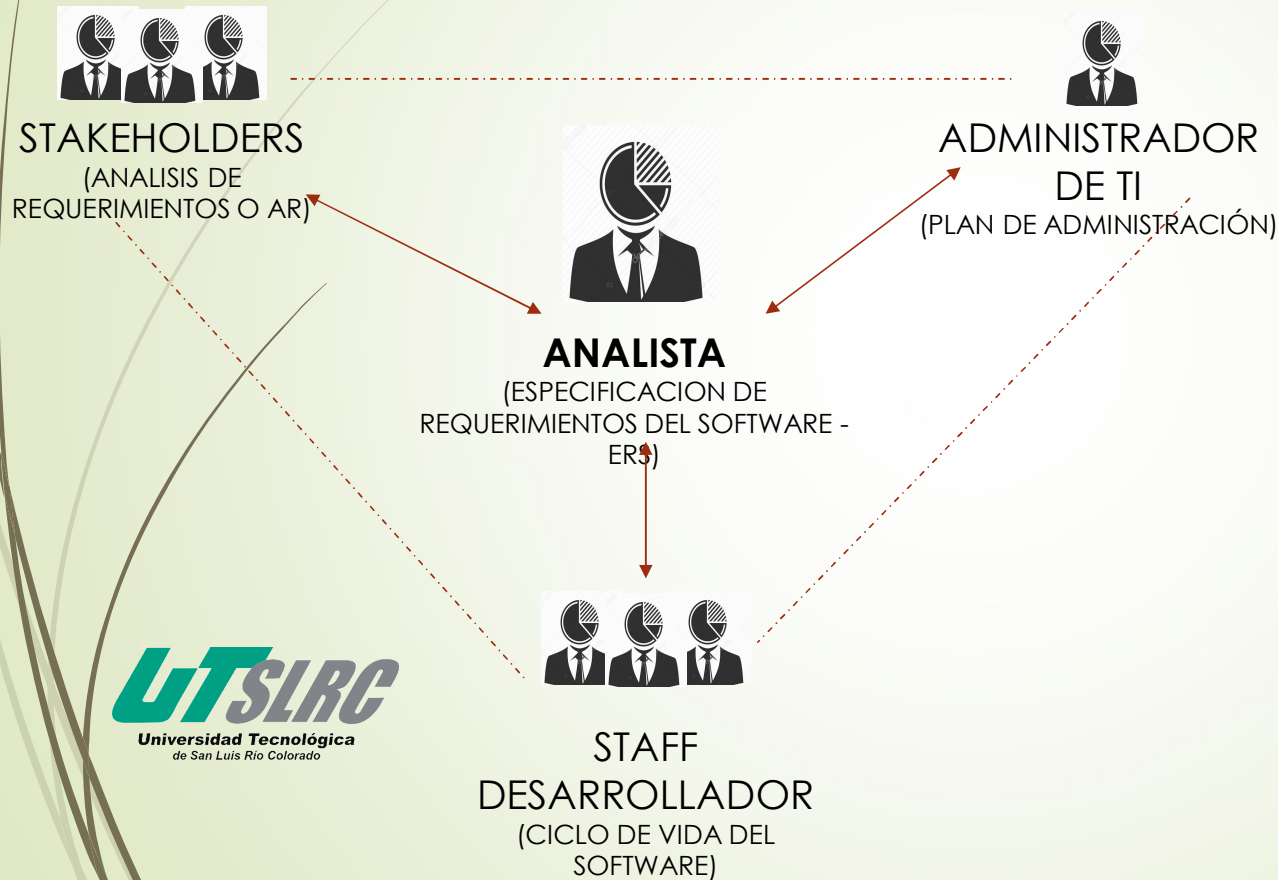 STAKEHOLDERS
(ANALISIS DE
REQUERIMIENTOS O AR)
ADMINISTRADOR
DE TI
(PLAN DE ADMINISTRACIÓN)
ANALISTA
(ESPECIFICACION DE
REQUERIMIENTOS DEL SOFTWARE -
ERS)
UTSLRC
Universidad Tecnológica
de San Luis Río Colorado
STAFF
DESARROLLADOR
(CICLO DE VIDA DEL
SOFTWARE)